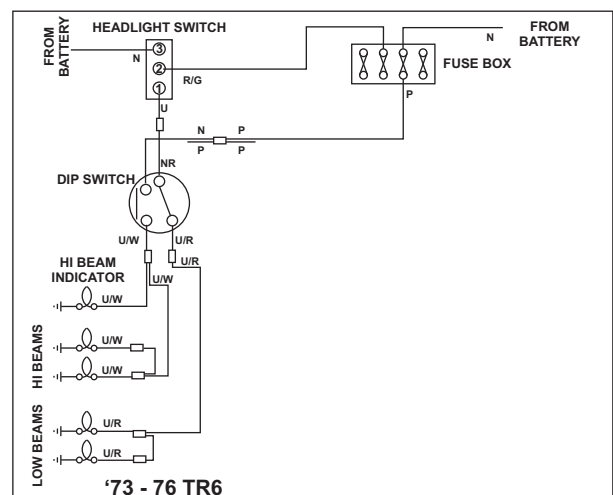 HEADLIGHT SWITCH
FROM
BATTERY
N
3
2
1
R/G
U
FROM
BATTERY
N
FUSE BOX
P
N P
P P
NR
DIP SWITCH
U/W U/R
U/R
U/W
HI BEAM
INDICATOR
U/W
HI BEAMS
U/W
U/W
LOW BEAMS
U/R
U/R
‘73 - 76 TR6